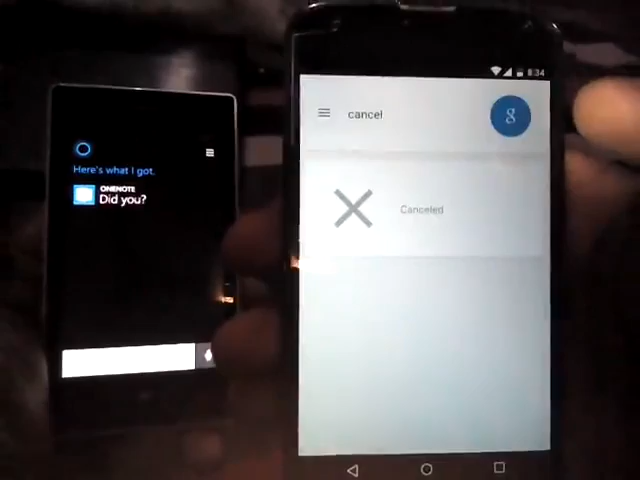 Here's what I got.
ONENOTE
Did you?
8:34
cancel
g
Canceled